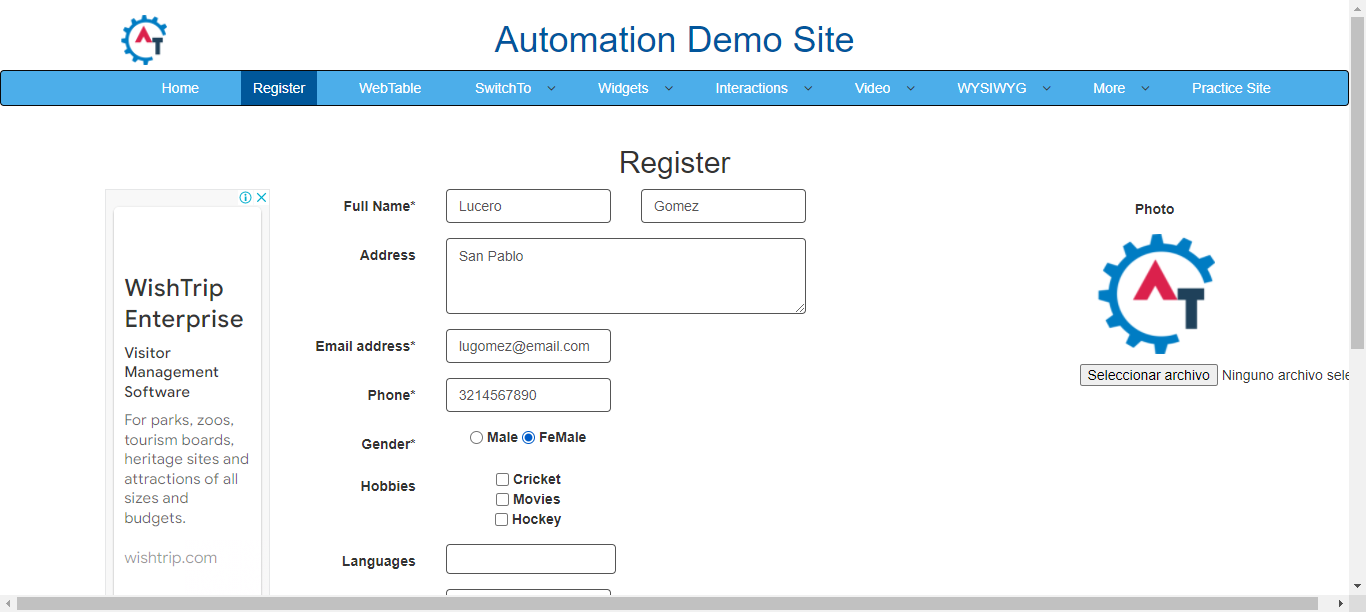 AT
Automation Demo Site
Home Register WebTable SwitchTo Widgets Interactions Video WYSIWYG More Practice Site
Register
WishTrip
Enterprise
Visitor
Management
Software
For parks, zoos,
tourism boards,
heritage sites and
attractions of all
sizes and
budgets.
wishtrip.com
Full Name* Lucero Gomez
Address San Pablo
Email address* lugomez@email.com
Phone* 3214567890
Gender* Male FeMale
Hobbies Cricket
Movies
Hockey
Languages
Photo
AT
Seleccionar archivo Ninguno archivo sele